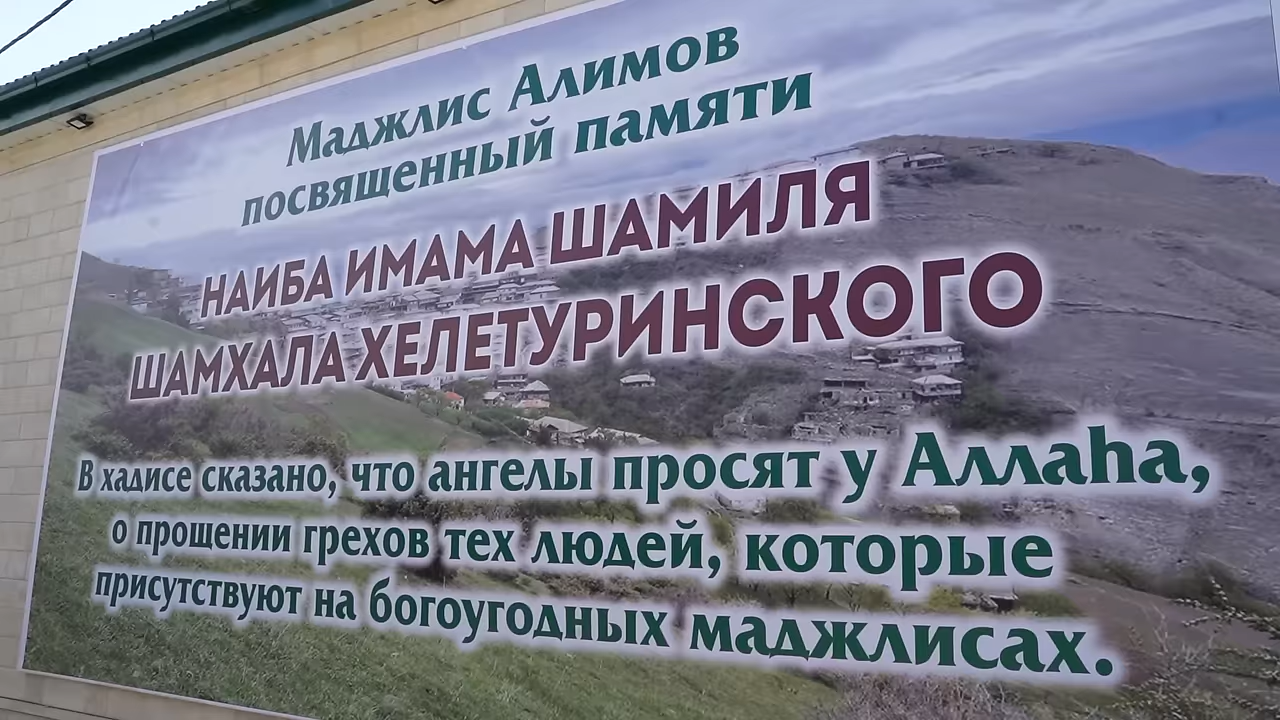 Маджлис Алимов
посвященный памяти
НАИБА ИМАМА ШАМИЛЯ
ШАМХАЛА ХЕЛЕТУРИНСКОГО
В хадисе сказано, что ангелы просят у Аллаhа,
о прощении грехов тех людей, которые
присутствуют на богоугодных маджлисах.